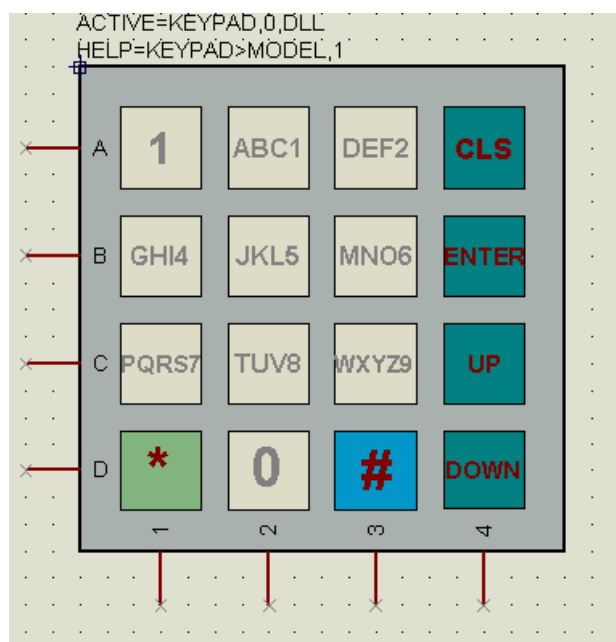 ACTIVE=KEYPAD,0,DLL
HELP=KEYPAD>MODEL,1
A 1 ABC1 DEF2 CLS
B GHI4 JKL5 MNO6 ENTER
C PQRS7 TUV8 WXYZ9 UP
D * 0 # DOWN
1 2 3 4